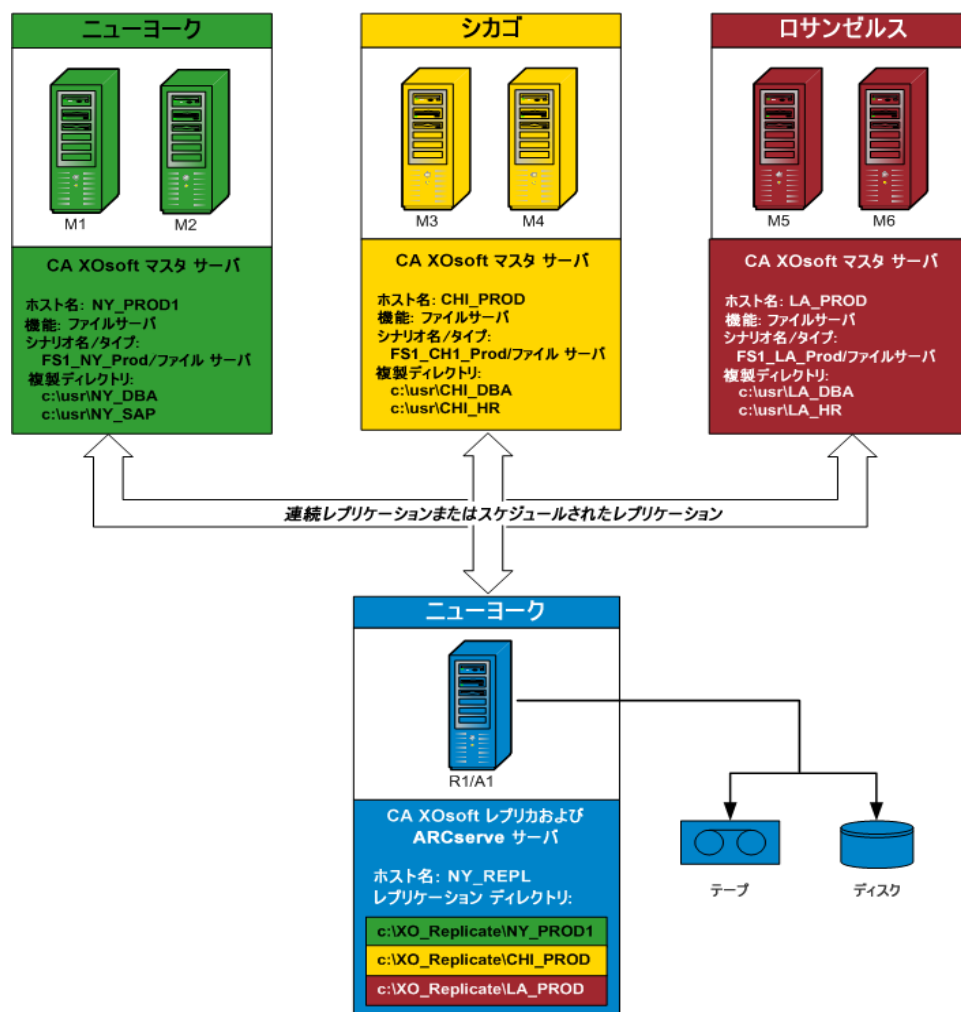 ニューヨーク
M1
M2
CA XOsoft マスタ サーバ
ホスト名: NY_PROD1
機能: ファイルサーバ
シナリオ名/タイプ:
FS1_NY_Prod/ファイル サーバ
複製ディレクトリ:
c:\usr\NY_DBA
c:\usr\NY_SAP
シカゴ
M3
M4
CA XOsoft マスタ サーバ
ホスト名: CHI_PROD
機能: ファイルサーバ
シナリオ名/タイプ:
FS1_CH1_Prod/ファイル サーバ
複製ディレクトリ:
c:\usr\CHI_DBA
c:\usr\CHI_HR
ロサンゼルス
M5
M6
CA XOsoft マスタ サーバ
ホスト名: LA_PROD
機能: ファイルサーバ
シナリオ名/タイプ:
FS1_LA_Prod/ファイルサーバ
複製ディレクトリ:
c:\usr\LA_DBA
c:\usr\LA_HR
連続レプリケーションまたはスケジュールされたレプリケーション
ニューヨーク
R1/A1
CA XOsoft レプリカおよび
ARCserve サーバ
ホスト名: NY_REPL
レプリケーション ディレクトリ:
c:\XO_Replicate\NY_PROD1
c:\XO_Replicate\CHI_PROD
c:\XO_Replicate\LA_PROD
テープ
ディスク